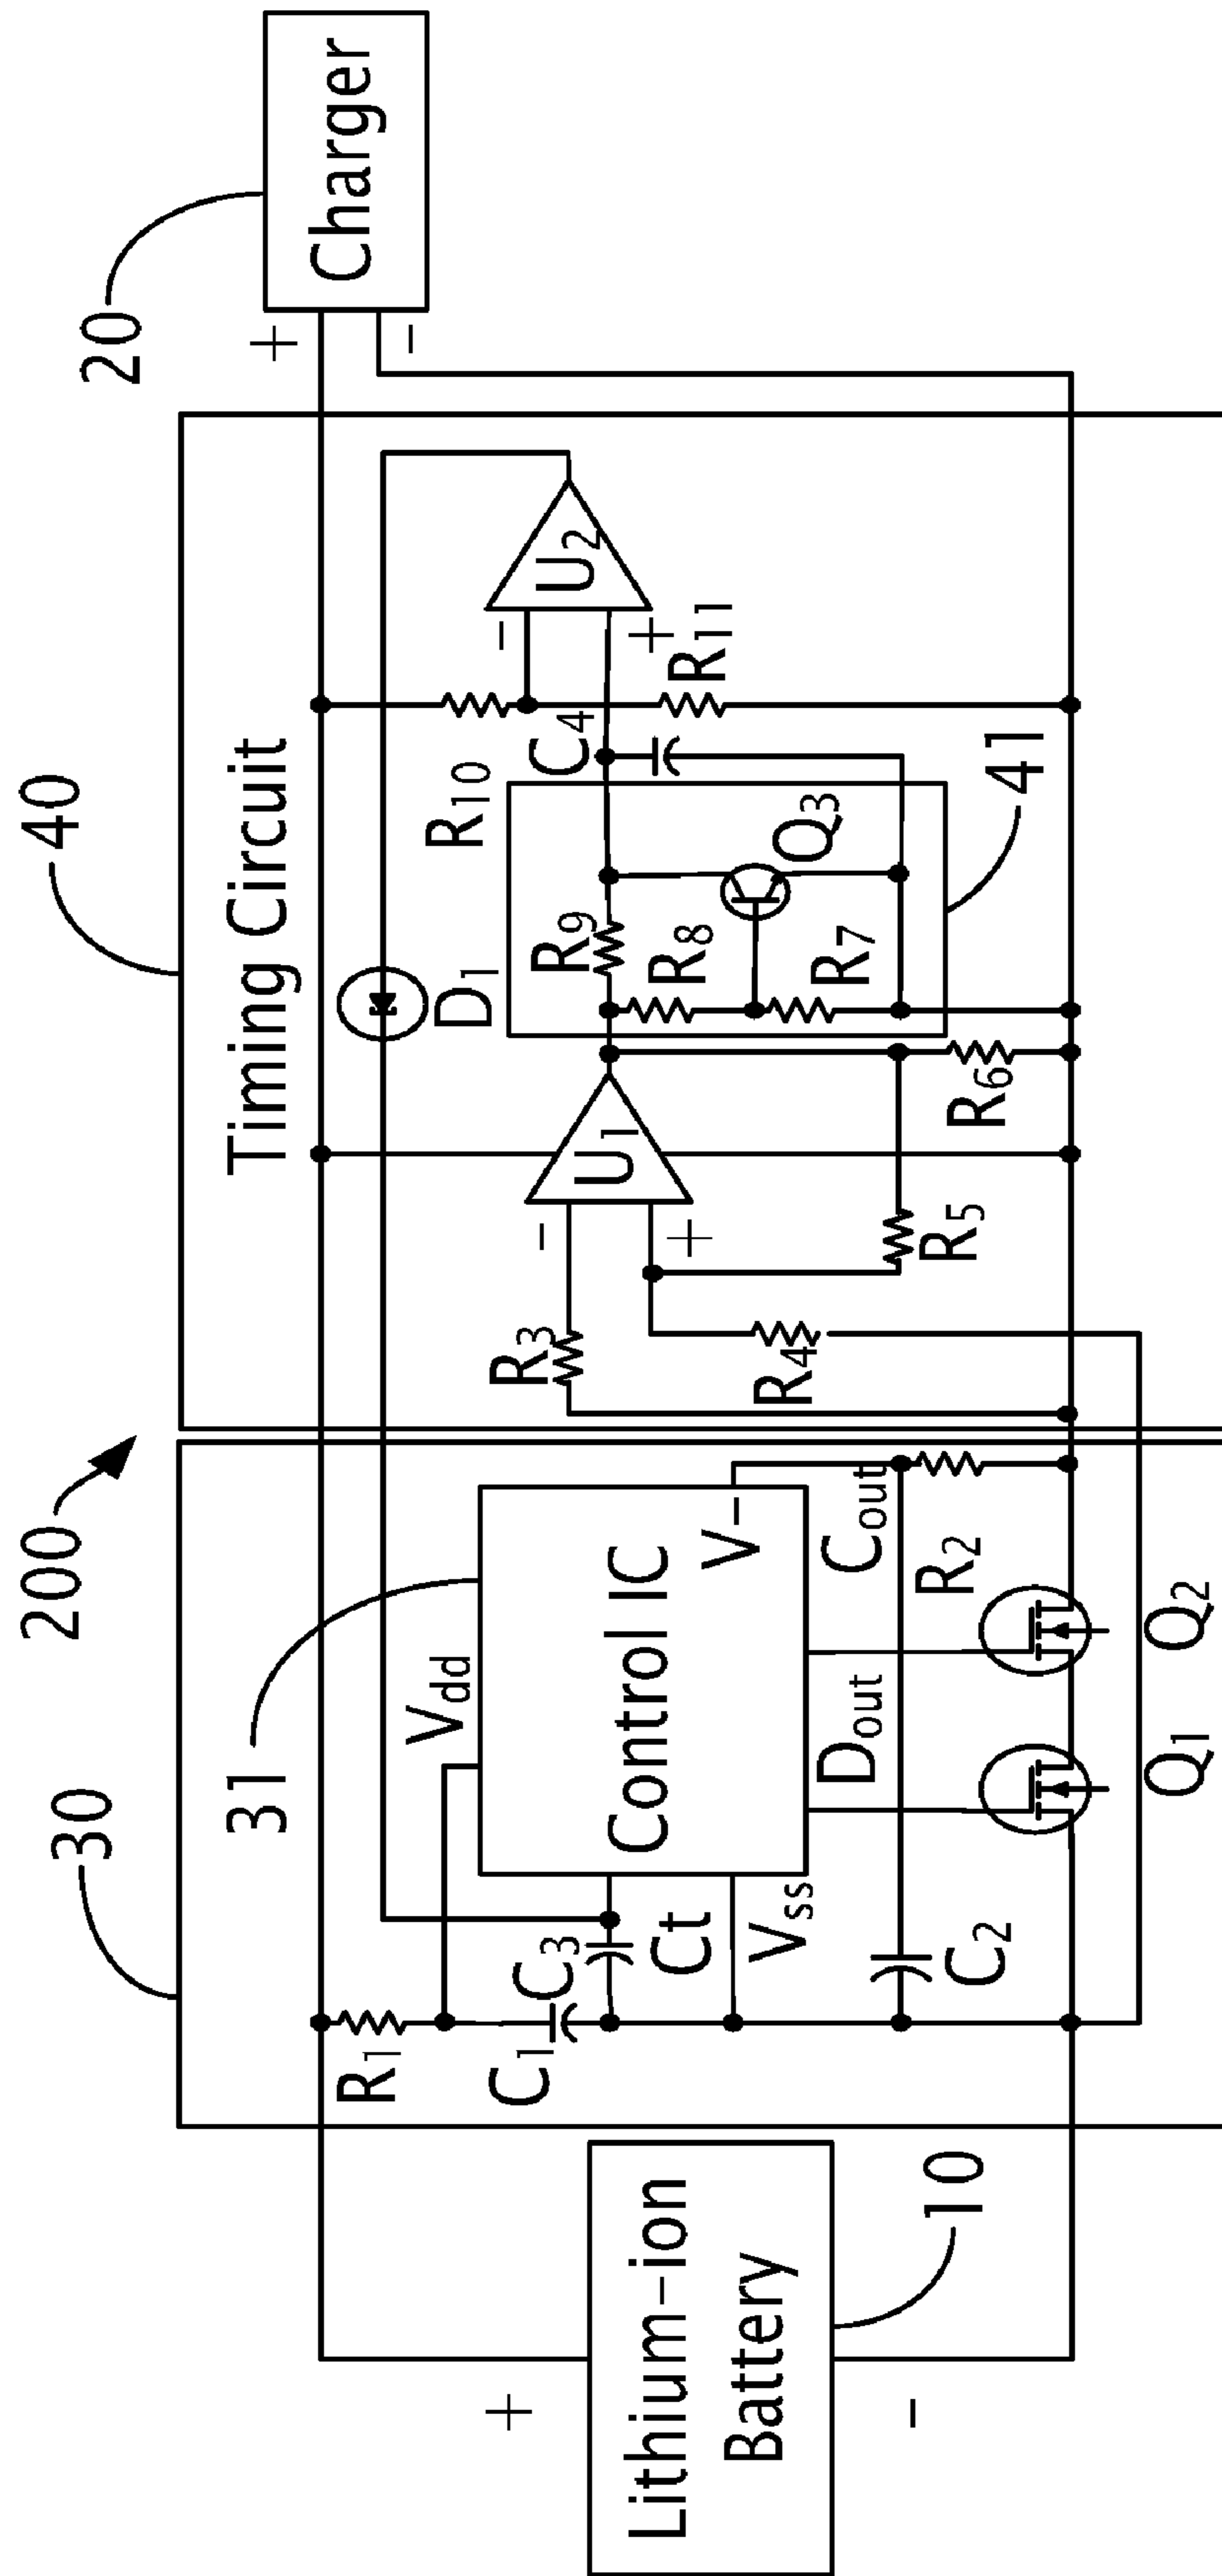 200
30
31
40
20
Timing Circuit
+
Charger
-
+
Lithium-ion
Battery
-
10
R1
C1
C3
Ct
Vss
C2
Vdd
Control IC
V-
Dout
Cout
R2
Q1
Q2
R3
R4
-
U1
+
R5
R6
D1
R9
R8
R7
Q3
R10
C4
41
-
U2
+
R11